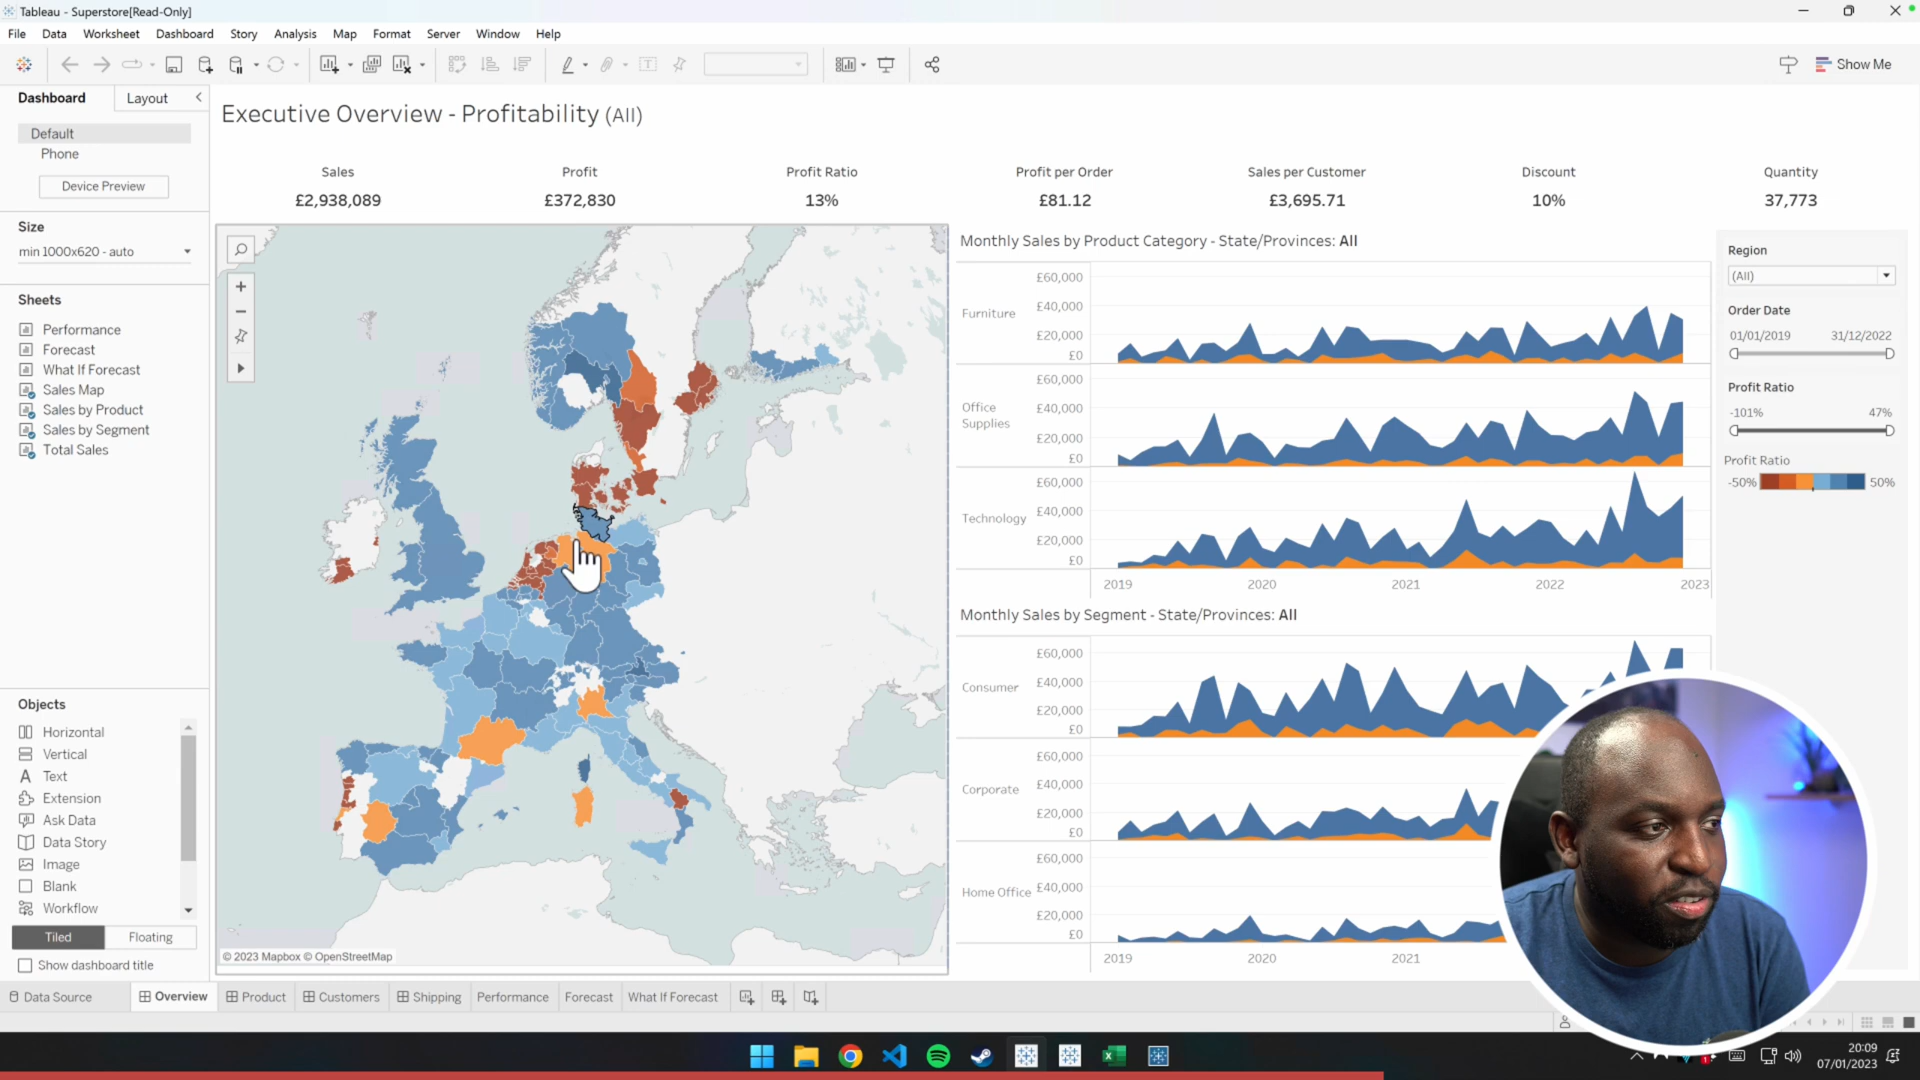 Tableau - Superstore[Read-Only]
File Data Worksheet Dashboard Story Analysis Map Format Server Window Help
Show Me
Dashboard Layout
Default
Phone
Device Preview
Size
min 1000x620 - auto
Sheets
Performance
Forecast
What If Forecast
Sales Map
Sales by Product
Sales by Segment
Total Sales
Objects
Horizontal
Vertical
Text
Extension
Ask Data
Data Story
Image
Blank
Workflow
Tiled Floating
Show dashboard title
Executive Overview - Profitability (All)
Sales Profit Profit Ratio Profit per Order Sales per Customer Discount Quantity
£2,938,089 £372,830 13% £81.12 £3,695.71 10% 37,773
© 2023 Mapbox © OpenStreetMap
Monthly Sales by Product Category - State/Provinces: All
Furniture
£60,000
£40,000
£20,000
£0
Office
Supplies
£60,000
£40,000
£20,000
£0
Technology
£60,000
£40,000
£20,000
£0
2019 2020 2021 2022 2023
Monthly Sales by Segment - State/Provinces: All
Consumer
£60,000
£40,000
£20,000
£0
Corporate
£60,000
£40,000
£20,000
£0
Home Office
£60,000
£40,000
£20,000
£0
2019 2020 2021
Region
(All)
Order Date
01/01/2019 31/12/2022
Profit Ratio
-101% 47%
Profit Ratio
-50% 50%
Data Source Overview Product Customers Shipping Performance Forecast What If Forecast
20:09
07/01/2023